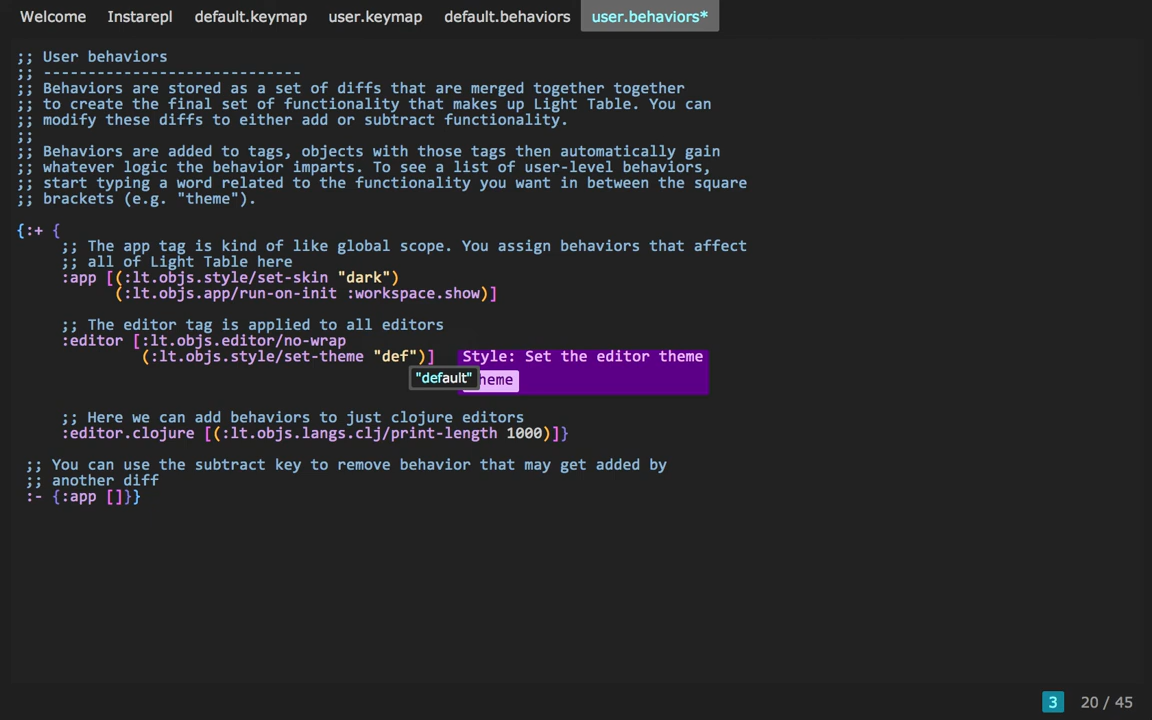 Welcome Instarepl default.keymap user.keymap default.behaviors user.behaviors*
;; User behaviors
;; -----------------------------
;; Behaviors are stored as a set of diffs that are merged together together
;; to create the final set of functionality that makes up Light Table. You can
;; modify these diffs to either add or subtract functionality.
;;
;; Behaviors are added to tags, objects with those tags then automatically gain
;; whatever logic the behavior imparts. To see a list of user-level behaviors,
;; start typing a word related to the functionality you want in between the square
;; brackets (e.g. "theme").
{:+ {
;; The app tag is kind of like global scope. You assign behaviors that affect
;; all of Light Table here
:app [(:lt.objs.style/set-skin "dark")
(:lt.objs.app/run-on-init :workspace.show)]
;; The editor tag is applied to all editors
:editor [:lt.objs.editor/no-wrap
(:lt.objs.style/set-theme "def")] Style: Set the editor theme
"default" heme
;; Here we can add behaviors to just clojure editors
:editor.clojure [(:lt.objs.langs.clj/print-length 1000)]}
;; You can use the subtract key to remove behavior that may get added by
;; another diff
:- {:app []}}
3 20 / 45